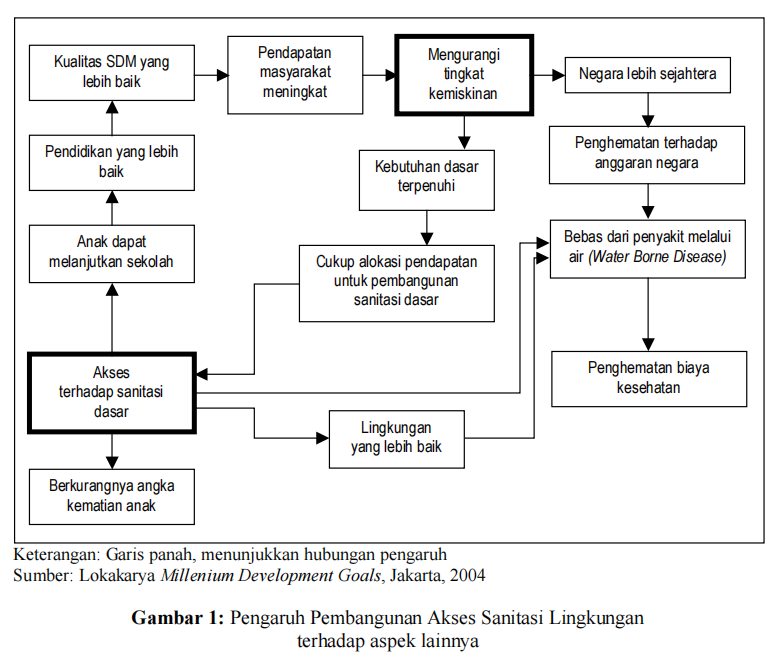 Kualitas SDM yang
lebih baik
Pendapatan
masyarakat
meningkat
Mengurangi
tingkat
kemiskinan
Negara lebih sejahtera
Pendidikan yang lebih
baik
Kebutuhan dasar
terpenuhi
Penghematan terhadap
anggaran negara
Anak dapat
melanjutkan sekolah
Cukup alokasi pendapatan
untuk pembangunan
sanitasi dasar
Bebas dari penyakit melalui
air (Water Borne Disease)
Akses
terhadap sanitasi
dasar
Lingkungan
yang lebih baik
Penghematan biaya
kesehatan
Berkurangnya angka
kematian anak
Keterangan: Garis panah, menunjukkan hubungan pengaruh
Sumber: Lokakarya Millenium Development Goals, Jakarta, 2004
Gambar 1: Pengaruh Pembangunan Akses Sanitasi Lingkungan
terhadap aspek lainnya